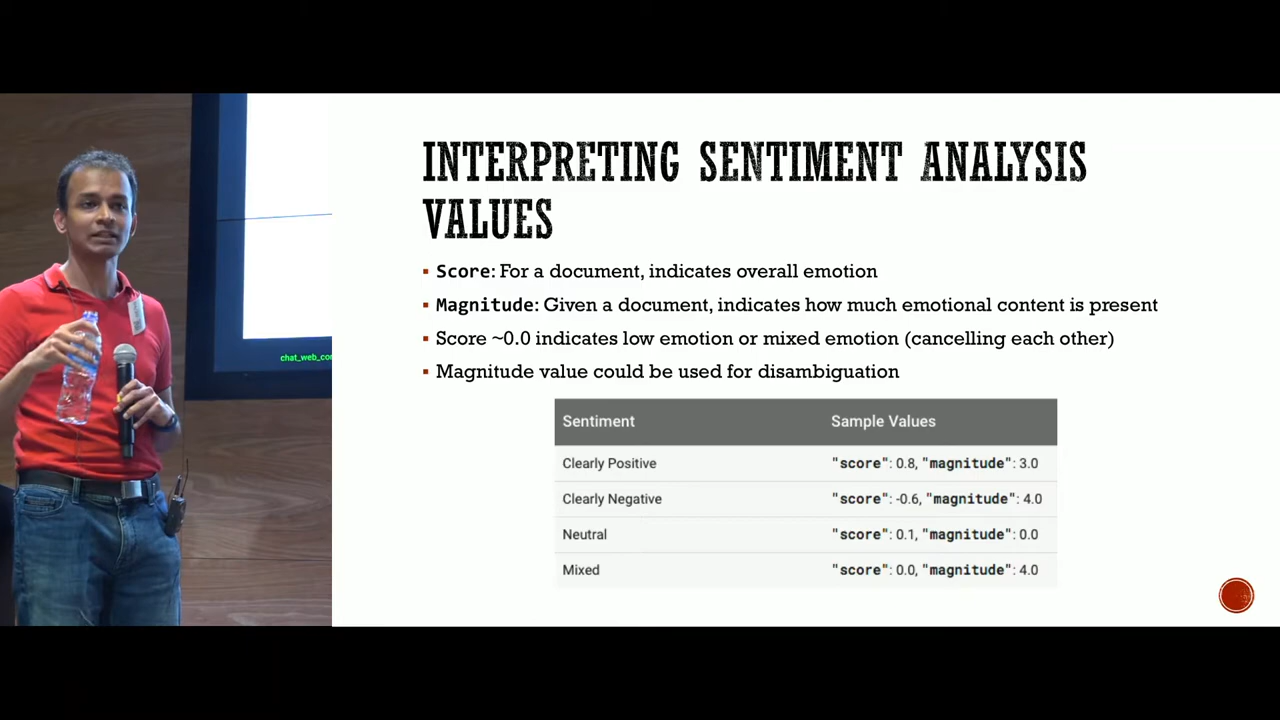 INTERPRETING SENTIMENT ANALYSIS
VALUES
▪ Score: For a document, indicates overall emotion
▪ Magnitude: Given a document, indicates how much emotional content is present
▪ Score ~0.0 indicates low emotion or mixed emotion (cancelling each other)
▪ Magnitude value could be used for disambiguation
Sentiment Sample Values
Clearly Positive "score": 0.8, "magnitude": 3.0
Clearly Negative "score": -0.6, "magnitude": 4.0
Neutral "score": 0.1, "magnitude": 0.0
Mixed "score": 0.0, "magnitude": 4.0
chat_web_co